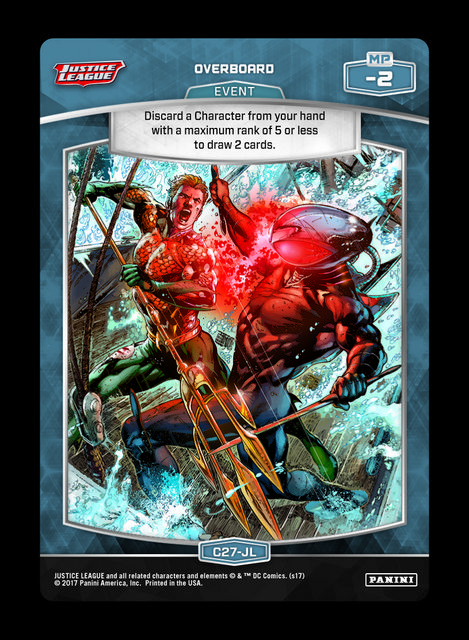 JUSTICE
LEAGUE
OVERBOARD
MP
-2
EVENT
Discard a Character from your hand
with a maximum rank of 5 or less
to draw 2 cards.
C27-JL
JUSTICE LEAGUE and all related characters and elements © & ™ DC Comics. (s17)
© 2017 Panini America, Inc. Printed in the USA.
PANINI